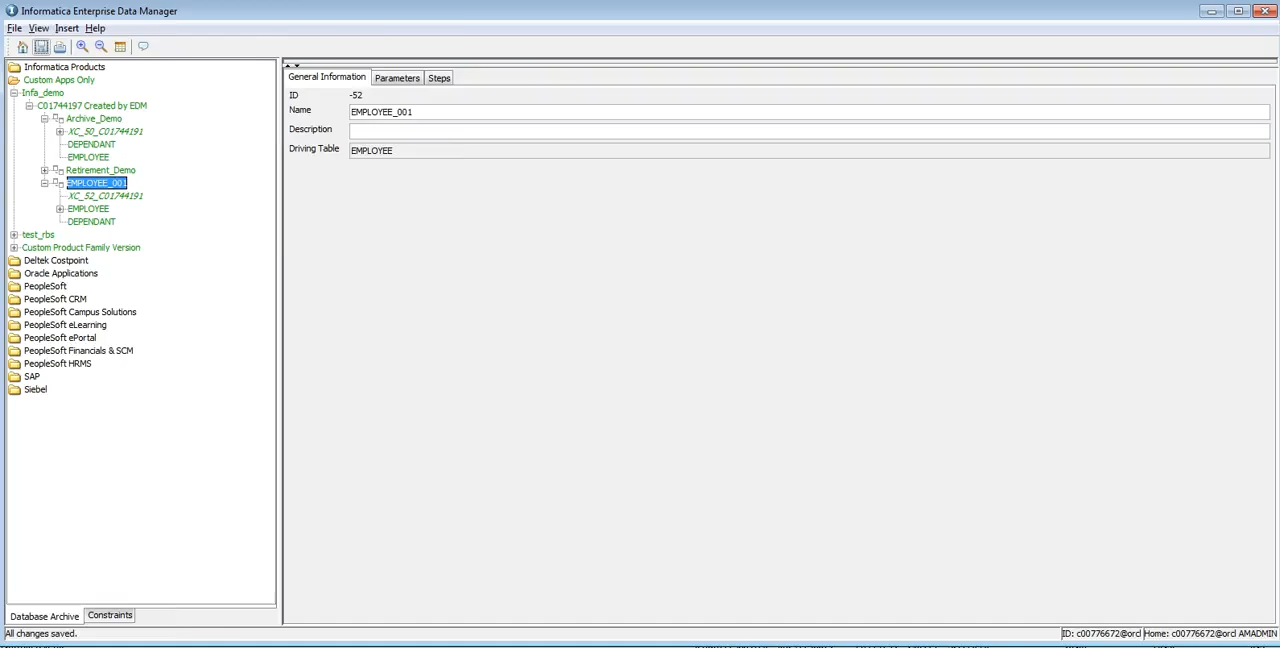 Informatica Enterprise Data Manager
File View Insert Help
Informatica Products
Custom Apps Only
Infa_demo
C01744197 Created by EDM
Archive_Demo
XC_50_C01744191
DEPENDANT
EMPLOYEE
Retirement_Demo
EMPLOYEE_001
XC_52_C01744191
EMPLOYEE
DEPENDANT
test_rbs
Custom Product Family Version
Deltek Costpoint
Oracle Applications
PeopleSoft
PeopleSoft CRM
PeopleSoft Campus Solutions
PeopleSoft eLearning
PeopleSoft ePortal
PeopleSoft Financials & SCM
PeopleSoft HRMS
SAP
Siebel
Database Archive Constraints
General Information Parameters Steps
ID -52
Name EMPLOYEE_001
Description
Driving Table EMPLOYEE
All changes saved.
ID: c00776672@orcl Home: c00776672@orcl AMADMIN